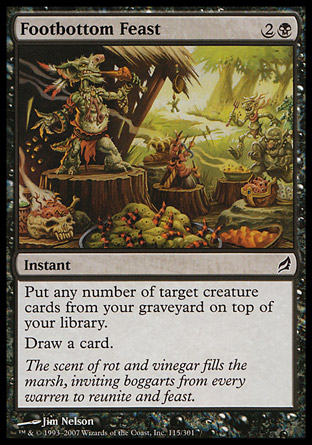 Footbottom Feast 2
Instant
Put any number of target creature
cards from your graveyard on top of
your library.
Draw a card.
The scent of rot and vinegar fills the
marsh, inviting boggarts from every
warren to reunite and feast.
Jim Nelson
™ & © 1993–2007 Wizards of the Coast, Inc. 115/301